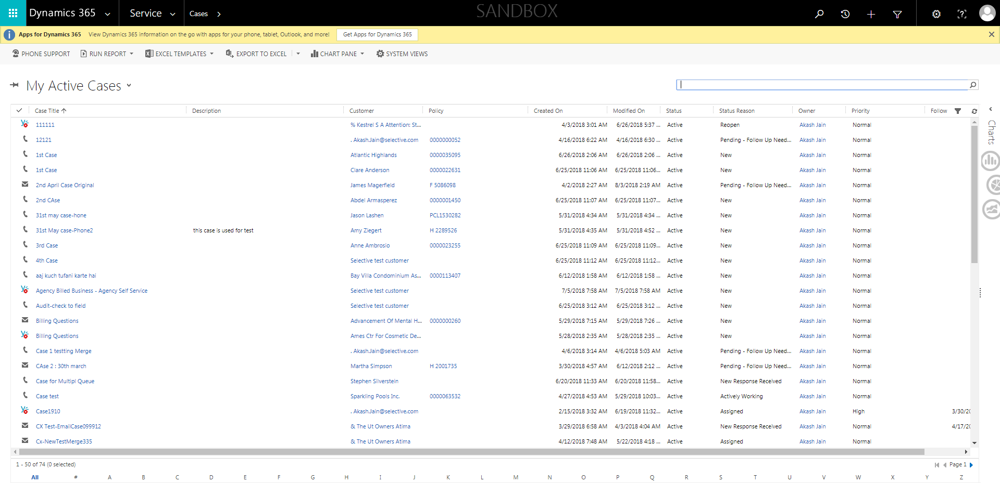 Dynamics 365 Service Cases SANDBOX
Apps for Dynamics 365 View Dynamics 365 information on the go with apps for your phone, tablet, Outlook, and more! Get Apps for Dynamics 365
PHONE SUPPORT RUN REPORT EXCEL TEMPLATES EXPORT TO EXCEL CHART PANE SYSTEM VIEWS
My Active Cases
Case Title Description Customer Policy Created On Modified On Status Status Reason Owner Priority Follow
111111 % Kestrel S A Attention: St... 4/3/2018 3:01 AM 6/26/2018 5:37 ... Active Reopen Akash Jain Normal
12121 . Akash.Jain@selective.com 0000000052 4/16/2018 6:22 AM 4/16/2018 6:30 ... Active Pending - Follow Up Need... Akash Jain Normal
1st Case Atlantic Highlands 0000035095 6/26/2018 2:06 AM 6/26/2018 2:06 ... Active New Akash Jain Normal
1st Case Clare Anderson 0000022631 6/25/2018 11:06 AM 6/25/2018 11:06... Active New Akash Jain Normal
2nd April Case Original James Magerfield F 5086098 4/2/2018 2:27 AM 8/3/2018 2:19 AM Active Pending - Follow Up Need... Akash Jain Normal
2nd CAse Abdel Armasperez 0000001450 6/25/2018 11:07 AM 6/25/2018 11:07... Active New Akash Jain Normal
31st may case-hone Jason Lashen PCL1530282 5/31/2018 4:34 AM 5/31/2018 4:34 ... Active New Akash Jain Normal
31st May case-Phone2 this case is used for test Amy Ziegert H 2289526 5/31/2018 4:35 AM 5/31/2018 4:52 ... Active New Akash Jain Normal
3rd Case Anne Ambrosio 0000023255 6/25/2018 11:09 AM 6/25/2018 11:09... Active New Akash Jain Normal
4th Case Selective test customer 6/25/2018 11:12 AM 6/25/2018 11:12... Active New Akash Jain Normal
aaj kuch tufani karte hai Bay Villa Condominium As... 0000113407 6/12/2018 1:58 AM 6/12/2018 1:58 ... Active New Akash Jain Normal
Agency Billed Business - Agency Self Service Selective test customer 7/5/2018 7:58 AM 7/5/2018 7:58 AM Active New Akash Jain Normal
Audit-check to field Selective test customer 6/25/2018 3:12 AM 6/25/2018 3:12 ... Active New Akash Jain Normal
Billing Questions Advancement Of Mental H... 0000000260 5/29/2018 7:15 AM 5/29/2018 7:26 ... Active New Akash Jain Normal
Billing Questions Ames Ctr For Cosmetic De... 5/28/2018 2:35 AM 5/28/2018 2:35 ... Active New Akash Jain Normal
Case 1 testting Merge . Akash.Jain@selective.com 4/6/2018 3:14 AM 4/6/2018 5:03 AM Active Pending - Follow Up Need... Akash Jain Normal
CAse 2 : 30th march Martha Simpson H 2001735 3/30/2018 4:57 AM 6/12/2018 2:12 ... Active Pending - Follow Up Need... Akash Jain Normal
Case for Multipl Queue Stephen Silverstein 6/20/2018 11:33 AM 6/20/2018 11:58... Active New Response Received Akash Jain Normal
Case test Sparkling Pools Inc. 0000063532 4/27/2018 4:53 AM 5/29/2018 10:03... Active Actively Working Akash Jain Normal
Case1910 . Akash.Jain@selective.com 2/15/2018 3:32 AM 6/19/2018 11:32... Active Assigned Akash Jain High 3/30/20
CX Test-EmailCase099912 & The Ut Owners Atima 3/29/2018 6:58 AM 4/3/2018 4:04 AM Active New Response Received Akash Jain Normal 4/17/20
Cx-NewTestMerge335 & The Ut Owners Atima 4/12/2018 7:48 AM 5/22/2018 4:18 ... Active Assigned Akash Jain Normal
Charts
1 - 50 of 74 (0 selected) Page 1
All # A B C D E F G H I J K L M N O P Q R S T U V W X Y Z